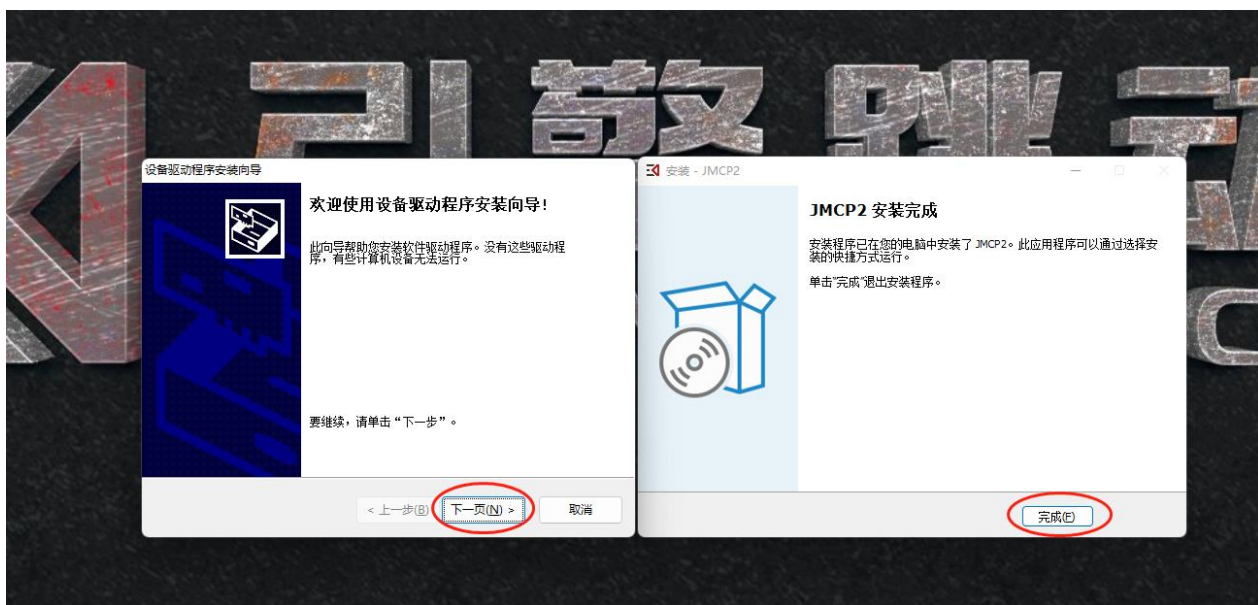 引擎跳动
设备驱动程序安装向导
欢迎使用设备驱动程序安装向导!
此向导帮助您安装软件驱动程序。没有这些驱动程
序，有些计算机设备无法运行。
要继续，请单击“下一步”。
< 上一步(B)
下一页(N) >
取消
安装 - JMCP2
JMCP2 安装完成
安装程序已在您的电脑中安装了 JMCP2。此应用程序可以通过选择安
装的快捷方式运行。
单击“完成”退出安装程序。
完成(F)